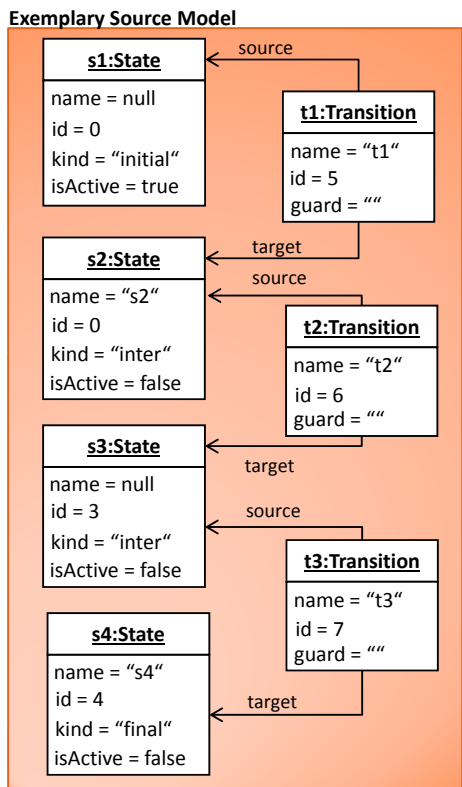 Exemplary Source Model
s1:State
name = null
id = 0
kind = “initial“
isActive = true
source
t1:Transition
name = “t1“
id = 5
guard = ““
target
s2:State
name = “s2“
id = 0
kind = “inter“
isActive = false
source
t2:Transition
name = “t2“
id = 6
guard = ““
target
s3:State
name = null
id = 3
kind = “inter“
isActive = false
source
t3:Transition
name = “t3“
id = 7
guard = ““
target
s4:State
name = “s4“
id = 4
kind = “final“
isActive = false